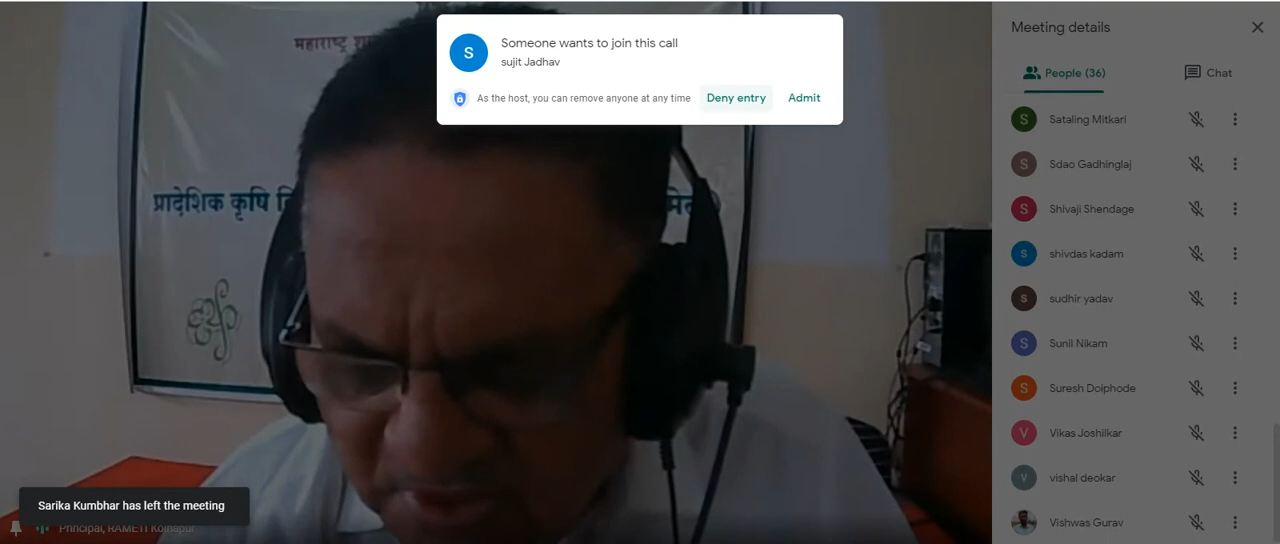 महाराष्ट्र
Someone wants to join this call
S
sujit Jadhav
As the host, you can remove anyone at any time
Deny entry
Admit
प्रादेशिक कृषि
Sarika Kumbhar has left the meeting
Principal, RAMETI Kolhapur
Meeting details
People (36)
Chat
S Sataling Mitkari
S Sdao Gadhinglaj
S Shivaji Shendage
s shivdas kadam
s sudhir yadav
S Sunil Nikam
S Suresh Doiphode
V Vikas Joshilkar
v vishal deokar
Vishwas Gurav